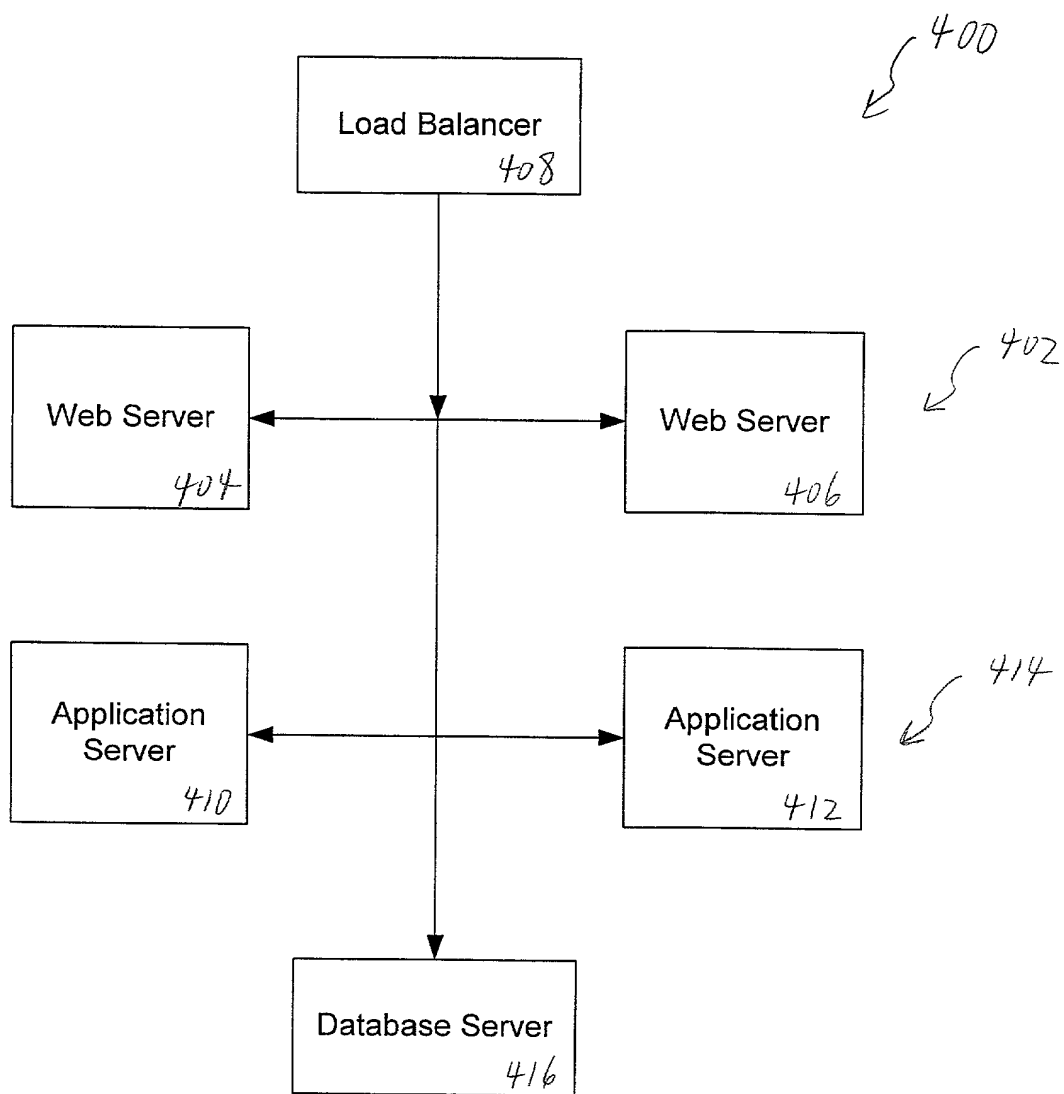 400
Load Balancer
408
402
Web Server
404
Web Server
406
414
Application
Server
410
Application
Server
412
Database Server
416